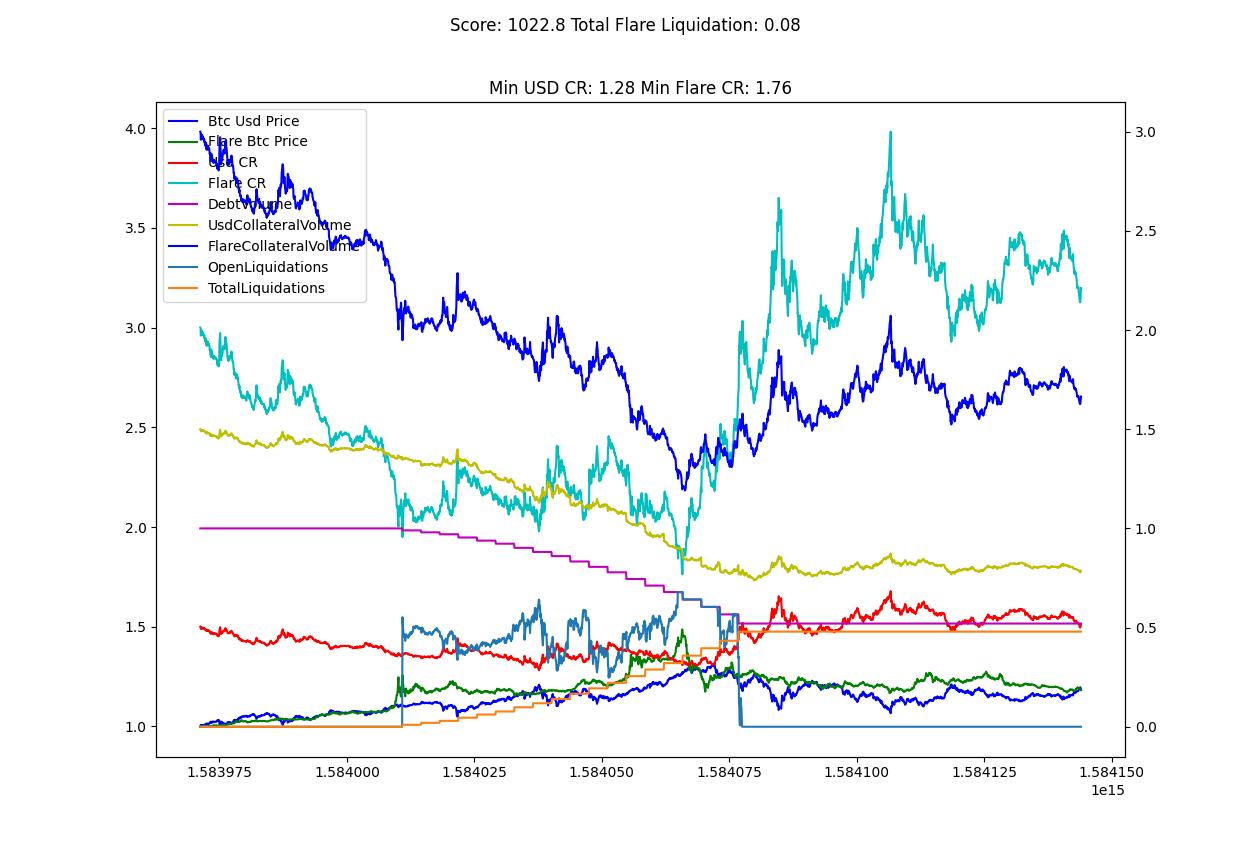 Score: 1022.8 Total Flare Liquidation: 0.08
Min USD CR: 1.28 Min Flare CR: 1.76
Btc Usd Price
Flare Btc Price
Usd CR
Flare CR
DebtVolume
UsdCollateralVolume
FlareCollateralVolume
OpenLiquidations
TotalLiquidations
4.0
3.5
3.0
2.5
2.0
1.5
1.0
3.0
2.5
2.0
1.5
1.0
0.5
0.0
1.583975 1.584000 1.584025 1.584050 1.584075 1.584100 1.584125 1.584150
1e15